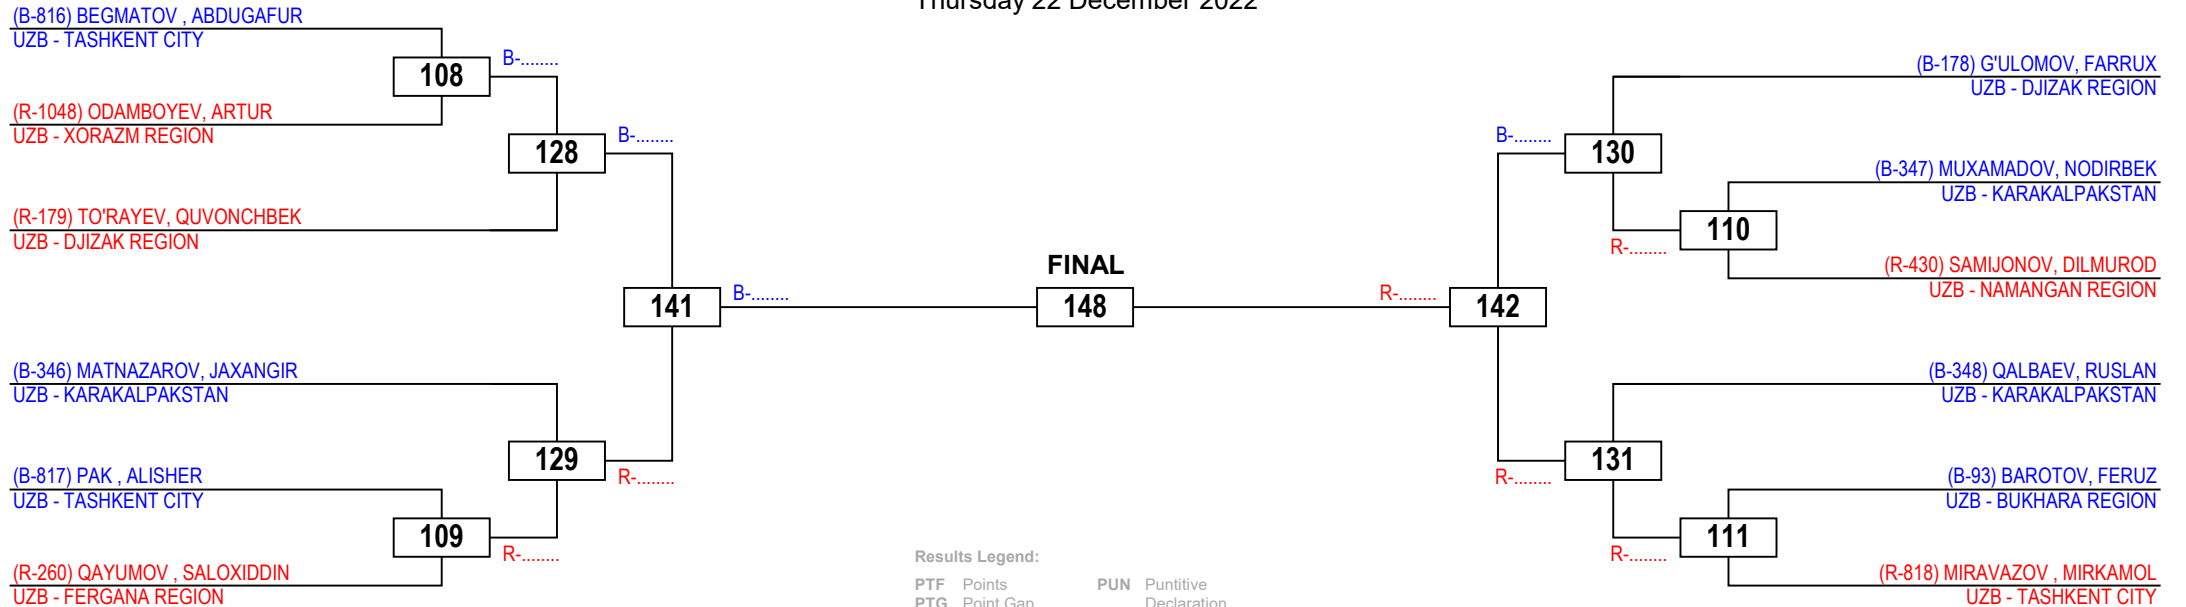 Thursday 22 December 2022
(B-816) BEGMATOV , ABDUGAFUR
UZB - TASHKENT CITY
108
B-........
(R-1048) ODAMBOYEV, ARTUR
UZB - XORAZM REGION
128
B-........
(R-179) TO'RAYEV, QUVONCHBEK
UZB - DJIZAK REGION
141
B-........
(B-346) MATNAZAROV, JAXANGIR
UZB - KARAKALPAKSTAN
129
R-........
(B-817) PAK , ALISHER
UZB - TASHKENT CITY
109
R-........
(R-260) QAYUMOV , SALOXIDDIN
UZB - FERGANA REGION
FINAL
148
(B-178) G'ULOMOV, FARRUX
UZB - DJIZAK REGION
B-........
130
(B-347) MUXAMADOV, NODIRBEK
UZB - KARAKALPAKSTAN
110
R-........
(R-430) SAMIJONOV, DILMUROD
UZB - NAMANGAN REGION
R-........
142
(B-348) QALBAEV, RUSLAN
UZB - KARAKALPAKSTAN
131
R-........
(B-93) BAROTOV, FERUZ
UZB - BUKHARA REGION
111
R-........
(R-818) MIRAVAZOV , MIRKAMOL
UZB - TASHKENT CITY
Results Legend:
PTF Points PUN Puntitive
PTG Point Gap Declaration